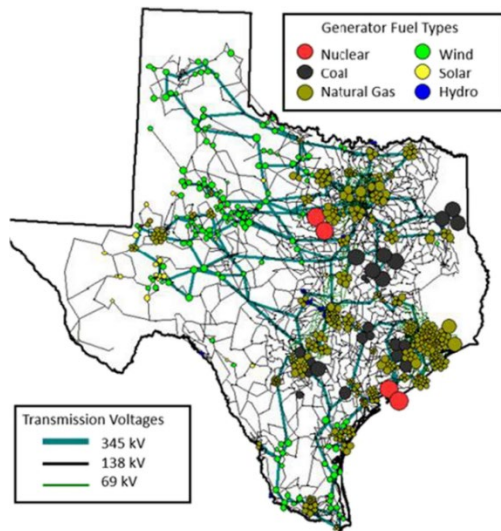 Generator Fuel Types
Nuclear
Wind
Coal
Solar
Natural Gas
Hydro
Transmission Voltages
345 kV
138 kV
69 kV